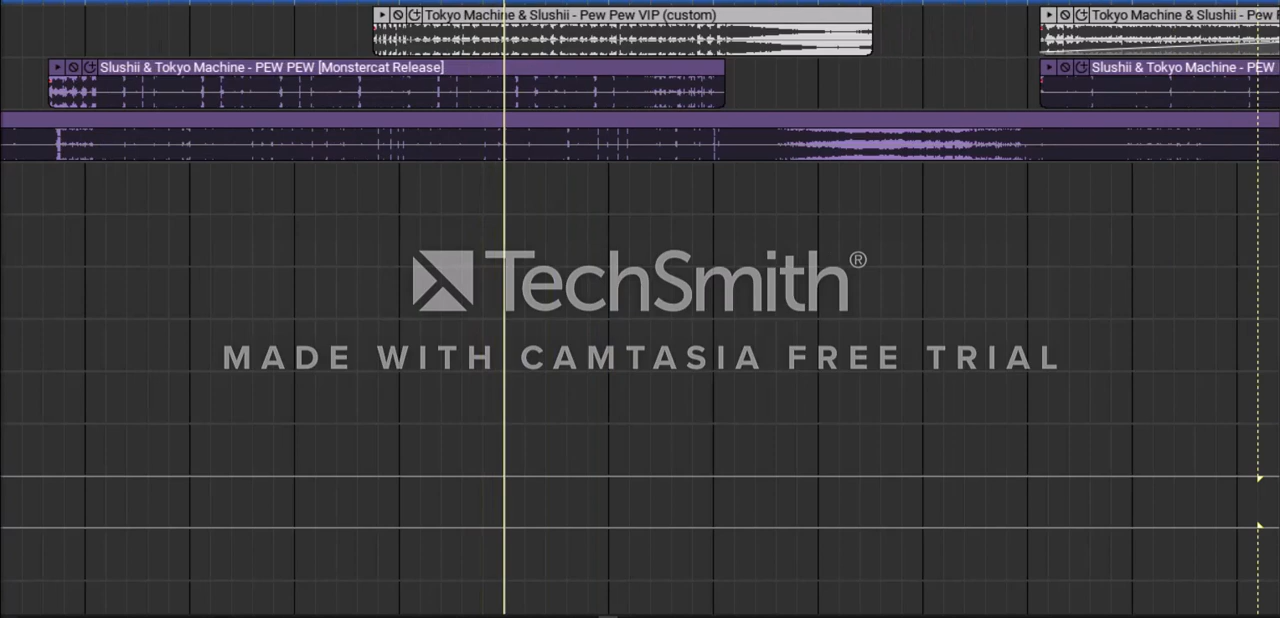 Tokyo Machine & Slushii - Pew Pew VIP (custom)
Tokyo Machine & Slushii - Pew
Slushii & Tokyo Machine - PEW PEW [Monstercat Release]
Slushii & Tokyo Machine - PEW
TechSmith®
MADE WITH CAMTASIA FREE TRIAL